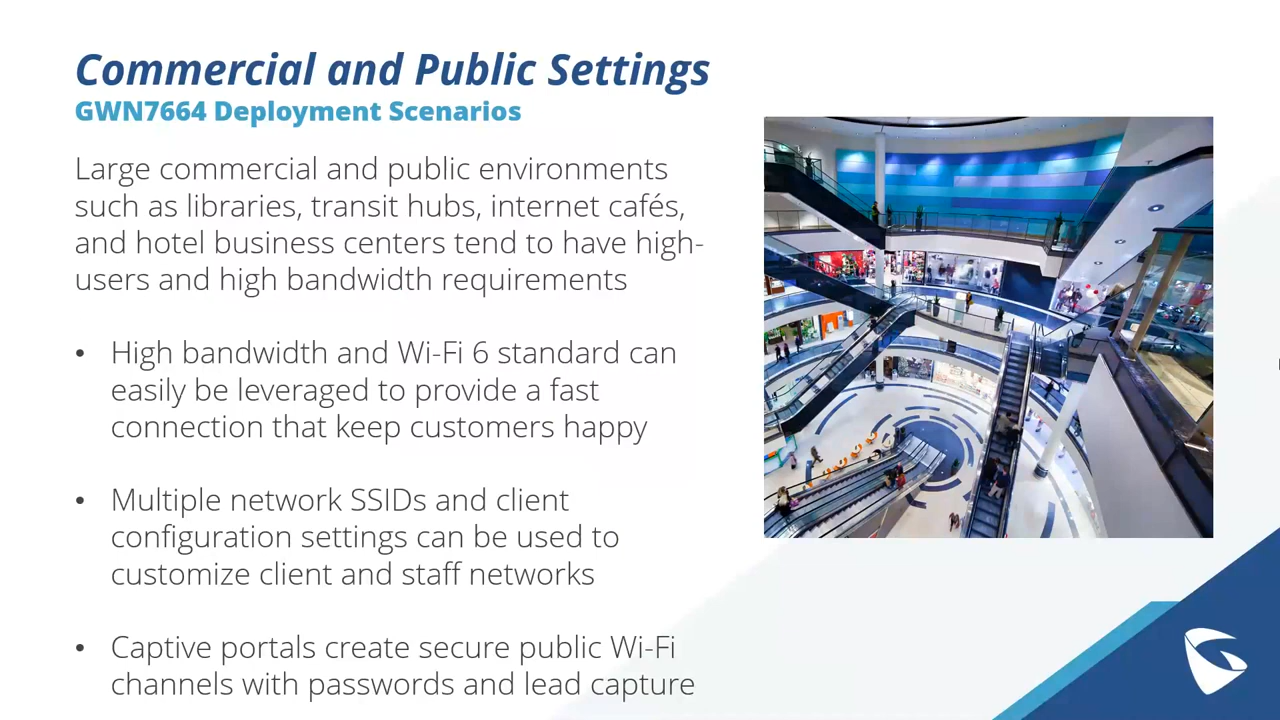 Commercial and Public Settings
GWN7664 Deployment Scenarios
Large commercial and public environments
such as libraries, transit hubs, internet cafés,
and hotel business centers tend to have high-
users and high bandwidth requirements
• High bandwidth and Wi-Fi 6 standard can
easily be leveraged to provide a fast
connection that keep customers happy
• Multiple network SSIDs and client
configuration settings can be used to
customize client and staff networks
• Captive portals create secure public Wi-Fi
channels with passwords and lead capture